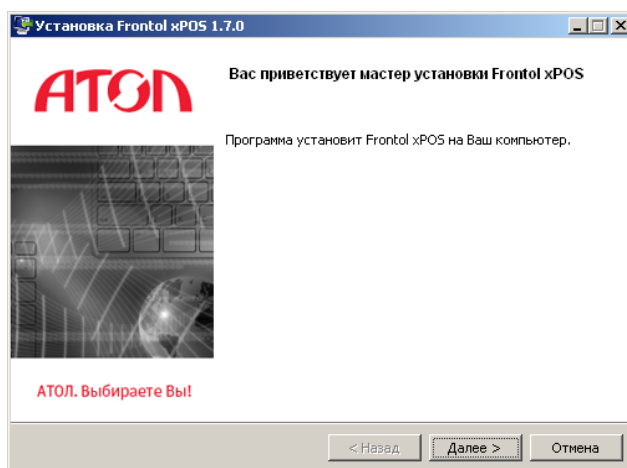 Установка Frontol xPOS 1.7.0
АТОЛ
Вас приветствует мастер установки Frontol xPOS
Программа установит Frontol xPOS на Ваш компьютер.
АТОЛ. Выбираете Вы!
< Назад
Далее >
Отмена